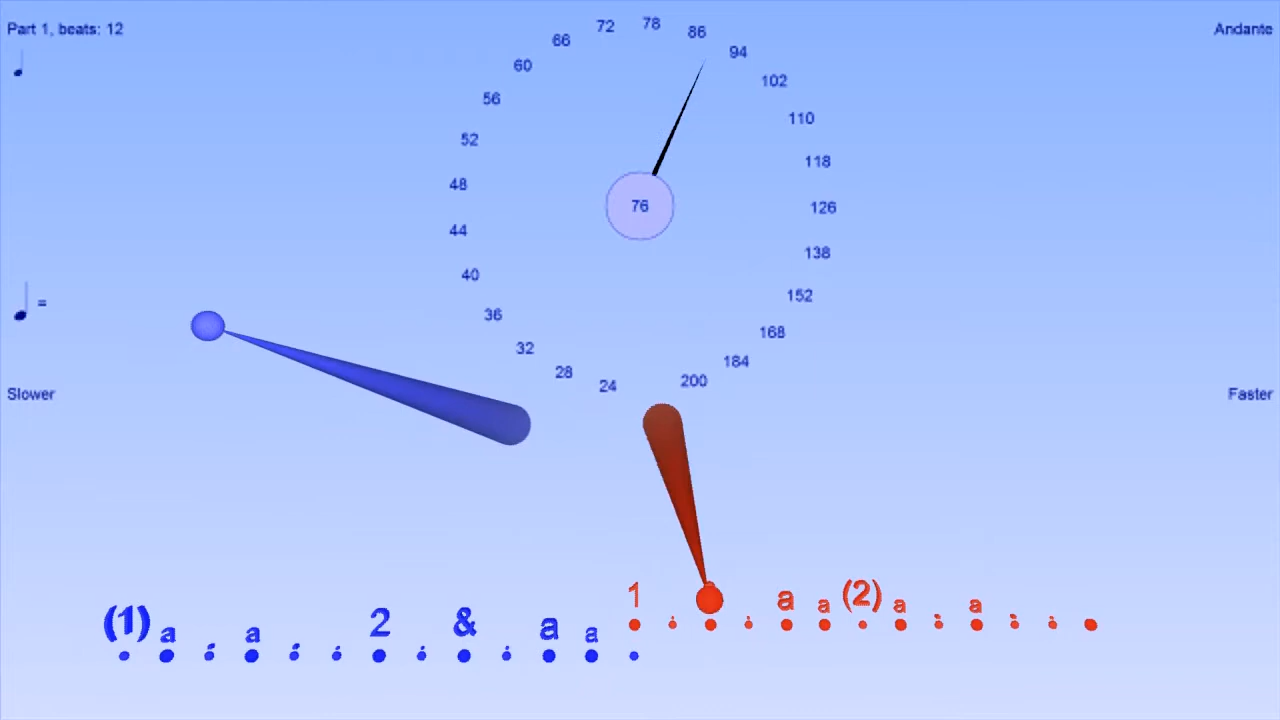 Part 1, beats: 12
Andante
72 78 86
66 94
60 102
56 110
52 118
48 76 126
44 138
40 152
36 168
32 184
28 200
24
=
Slower
Faster
1 a a (2) a a
(1) a a 2 & a a